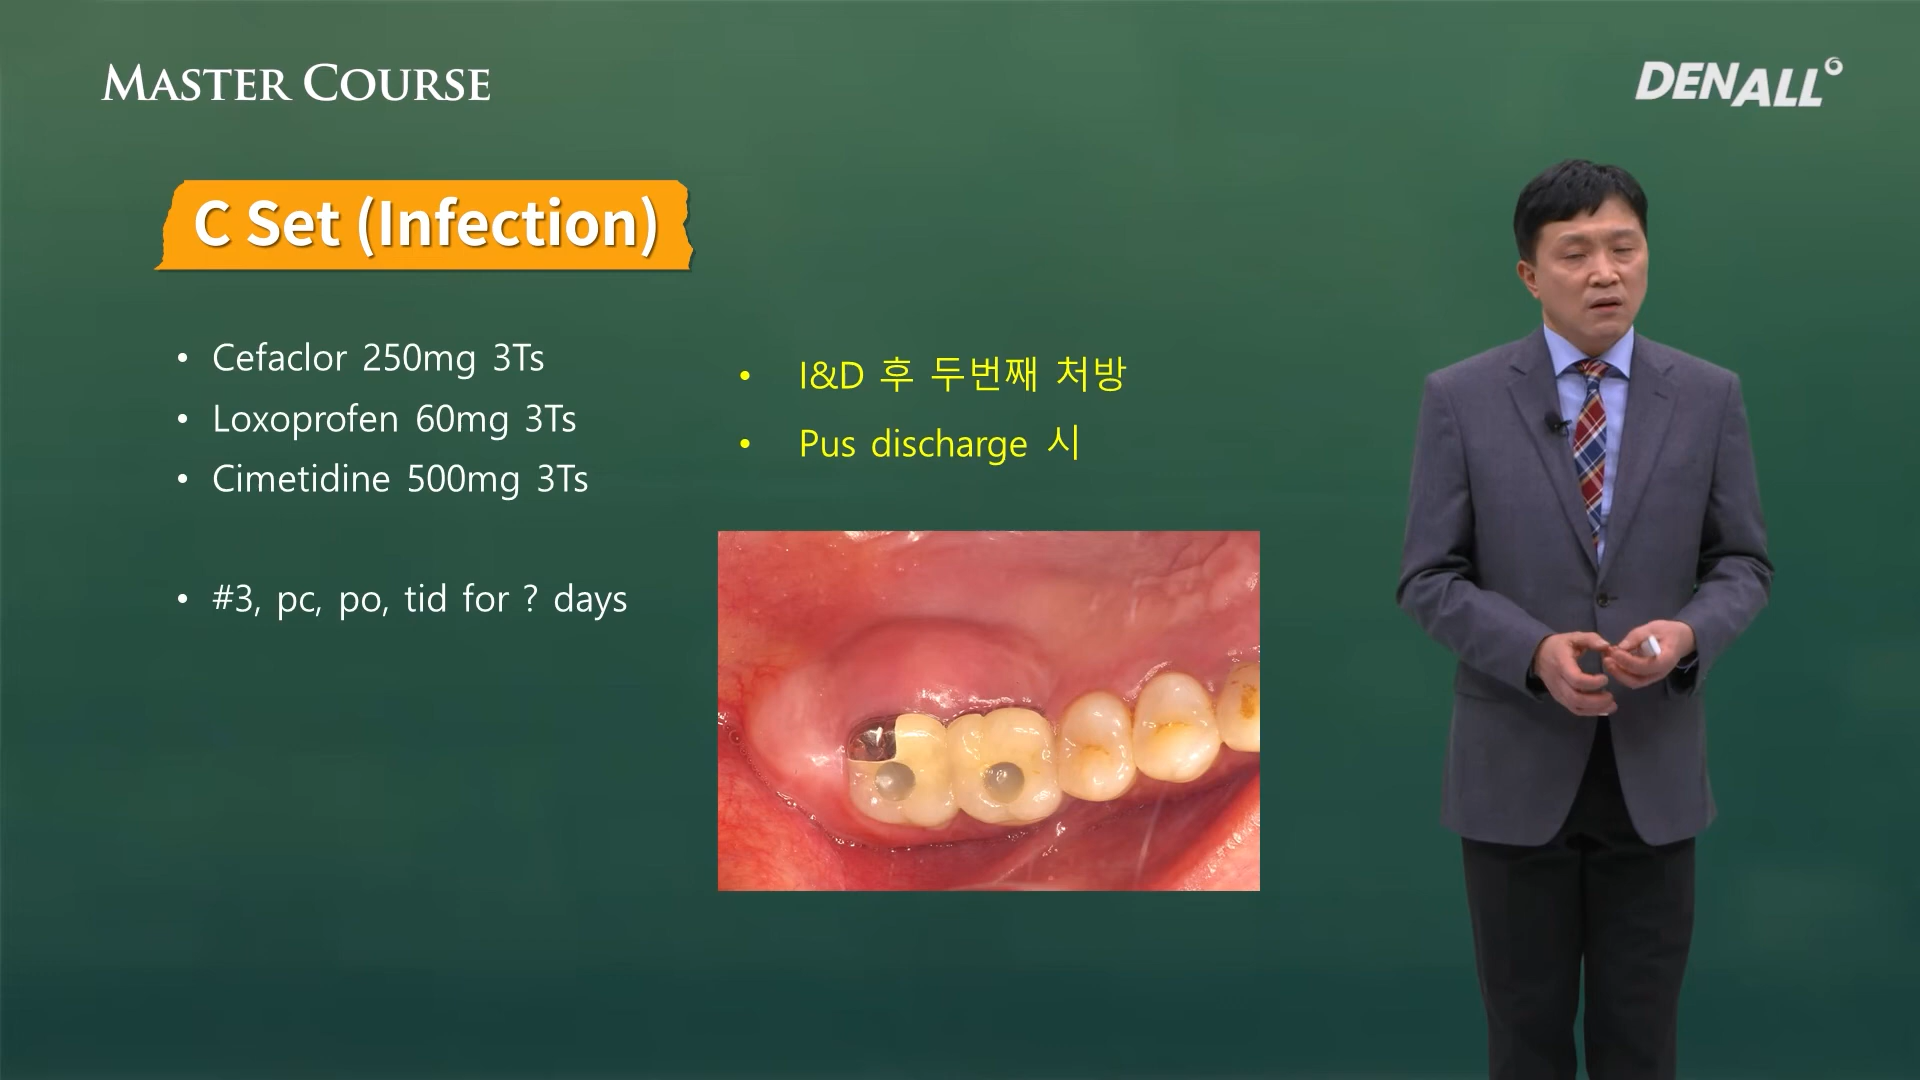 MASTER COURSE
DENALL
C Set (Infection)
• Cefaclor 250mg 3Ts
• Loxoprofen 60mg 3Ts
• Cimetidine 500mg 3Ts
• #3, pc, po, tid for ? days
• I&D 후 두번째 처방
• Pus discharge 시